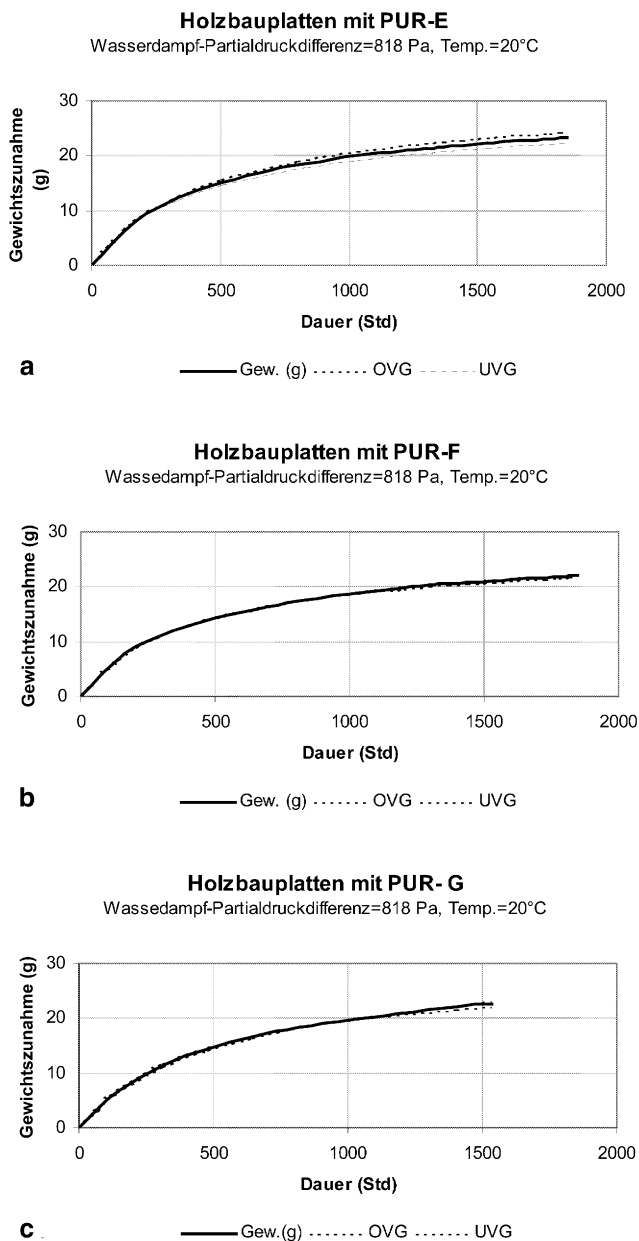 Holzbauplatten mit PUR-E
Wasserdampf-Partialdruckdifferenz=818 Pa, Temp.=20°C
Gewichtszunahme
(g)
30
20
10
0
0 500 1000 1500 2000
Dauer (Std)
a
Gew. (g) OVG UVG
Holzbauplatten mit PUR-F
Wassedampf-Partialdruckdifferenz=818 Pa, Temp.=20°C
Gewichtszunahme (g)
30
20
10
0
0 500 1000 1500 2000
Dauer (Std)
b
Gew. (g) OVG UVG
Holzbauplatten mit PUR- G
Wassedampf-Partialdruckdifferenz=818 Pa, Temp.=20°C
Gewichtszunahme (g)
30
20
10
0
0 500 1000 1500 2000
Dauer (Std)
c
Gew.(g) OVG UVG